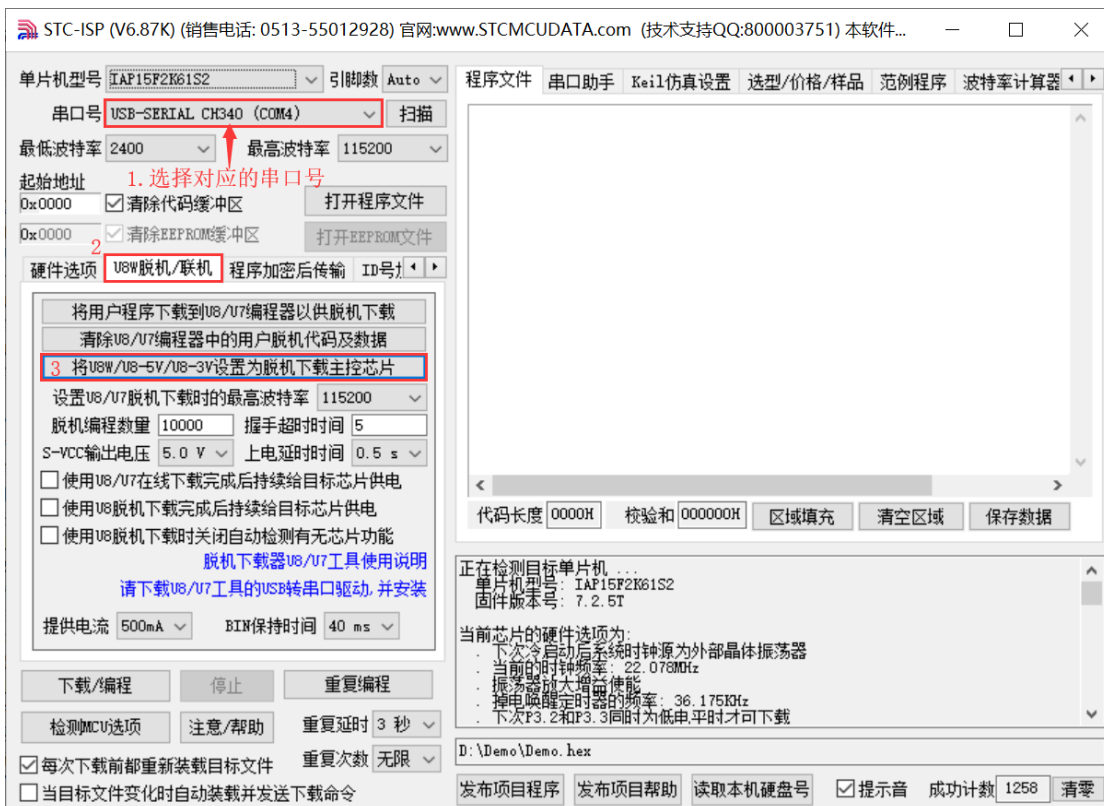 STC-ISP (V6.87K) (销售电话: 0513-55012928) 官网:www.STCMCUDATA.com (技术支持QQ:800003751) 本软件...
单片机型号 IAP15F2K61S2 引脚数 Auto
串口号 USB-SERIAL CH340 (COM4) 扫描
最低波特率 2400 最高波特率 115200
1.选择对应的串口号
起始地址
0x0000 清除代码缓冲区 打开程序文件
0x0000 清除EEPROM缓冲区 打开EEPROM文件
2
硬件选项 U8W脱机/联机 程序加密后传输 ID号
将用户程序下载到U8/U7编程器以供脱机下载
清除U8/U7编程器中的用户脱机代码及数据
3 将U8W/U8-5V/U8-3V设置为脱机下载主控芯片
设置U8/U7脱机下载时的最高波特率 115200
脱机编程数量 10000 握手超时时间 5
S-VCC输出电压 5.0 V 上电延时时间 0.5 s
使用U8/U7在线下载完成后持续给目标芯片供电
使用U8脱机下载完成后持续给目标芯片供电
使用U8脱机下载时关闭自动检测有无芯片功能
脱机下载器U8/U7工具使用说明
请下载U8/U7工具的USB转串口驱动,并安装
提供电流 500mA BIN保持时间 40 ms
下载/编程 停止 重复编程
检测MCU选项 注意/帮助 重复延时 3 秒
每次下载前都重新装载目标文件 重复次数 无限
当目标文件变化时自动装载并发送下载命令
程序文件 串口助手 Keil仿真设置 选型/价格/样品 范例程序 波特率计算器
代码长度 0000H 校验和 000000H 区域填充 清空区域 保存数据
正在检测目标单片机 ...
单片机型号: IAP15F2K61S2
固件版本号: 7.2.5T
当前芯片的硬件选项为:
. 下次冷启动后系统时钟源为外部晶体振荡器
. 当前的时钟频率: 22.078MHz
. 振荡器放大增益使能
. 掉电唤醒定时器的频率: 36.175KHz
. 下次P3.2和P3.3同时为低电平时才可下载
D:\Demo\Demo.hex
发布项目程序 发布项目帮助 读取本机硬盘号 提示音 成功计数 1258 清零